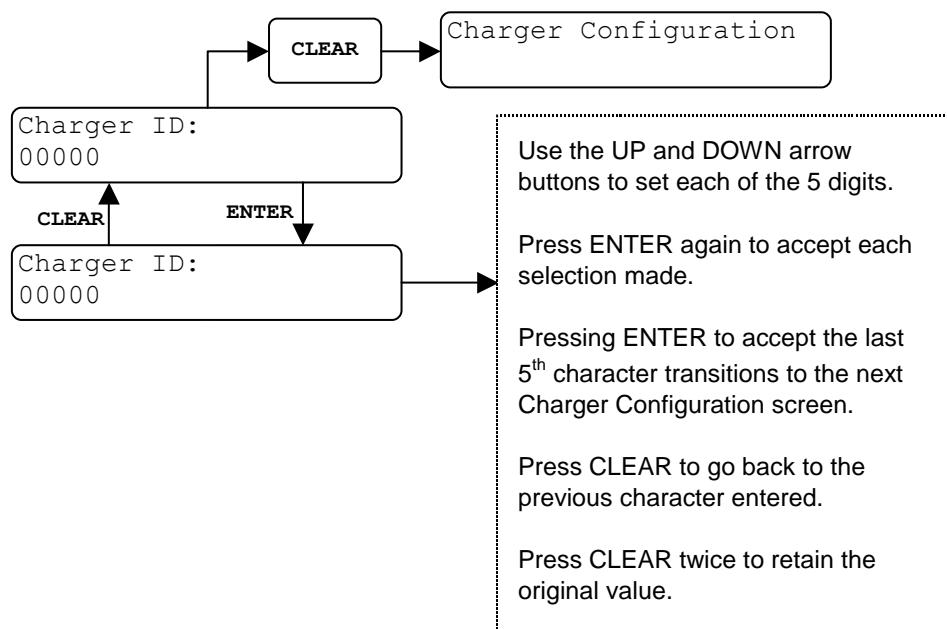 CLEAR
Charger Configuration
Charger ID:
00000
CLEAR
ENTER
Charger ID:
00000
Use the UP and DOWN arrow
buttons to set each of the 5 digits.
Press ENTER again to accept each
selection made.
Pressing ENTER to accept the last
5th character transitions to the next
Charger Configuration screen.
Press CLEAR to go back to the
previous character entered.
Press CLEAR twice to retain the
original value.